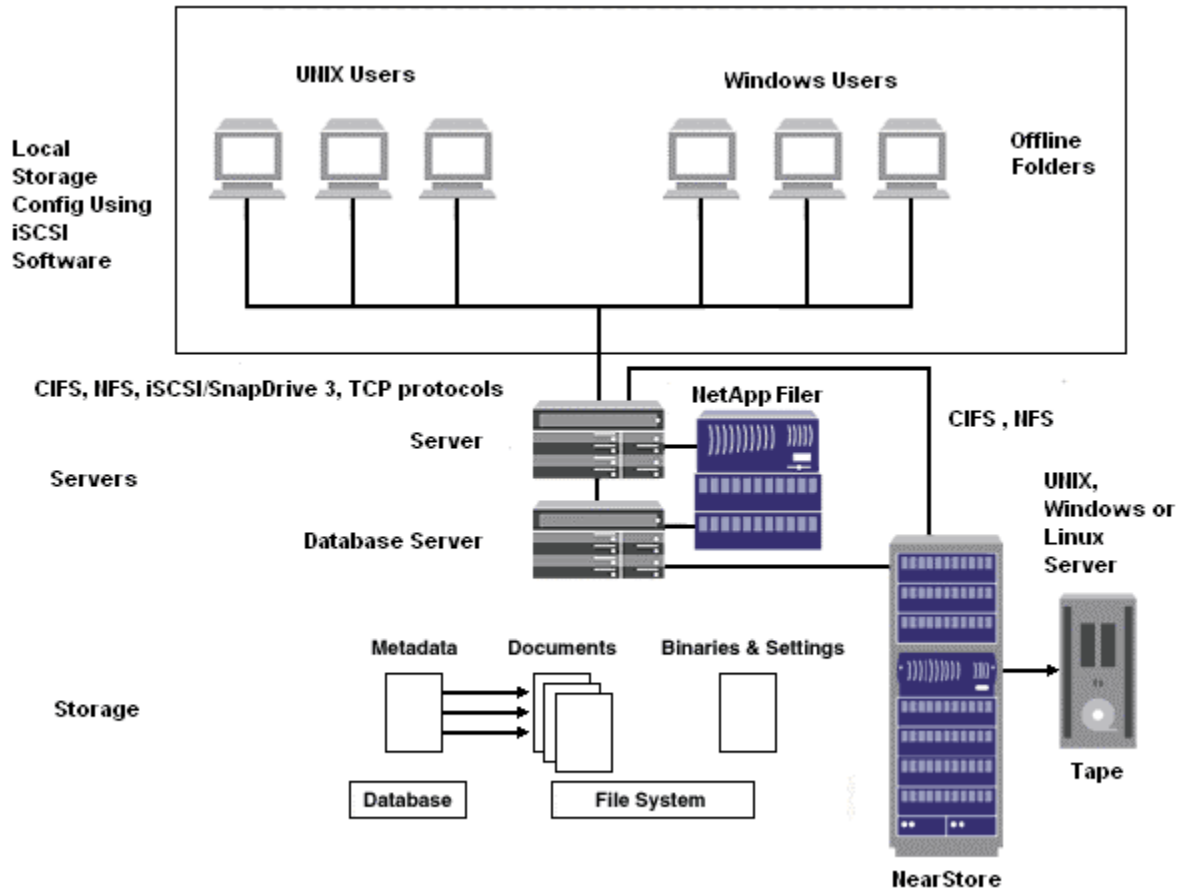 UNIX Users
Windows Users
Local
Storage
Config Using
iSCSI
Software
Offline
Folders
CIFS, NFS, iSCSI/SnapDrive 3, TCP protocols
NetApp Filer
CIFS , NFS
Server
Servers
UNIX,
Windows or
Linux
Server
Database Server
Metadata
Documents
Binaries & Settings
Storage
Tape
Database
File System
NearStore